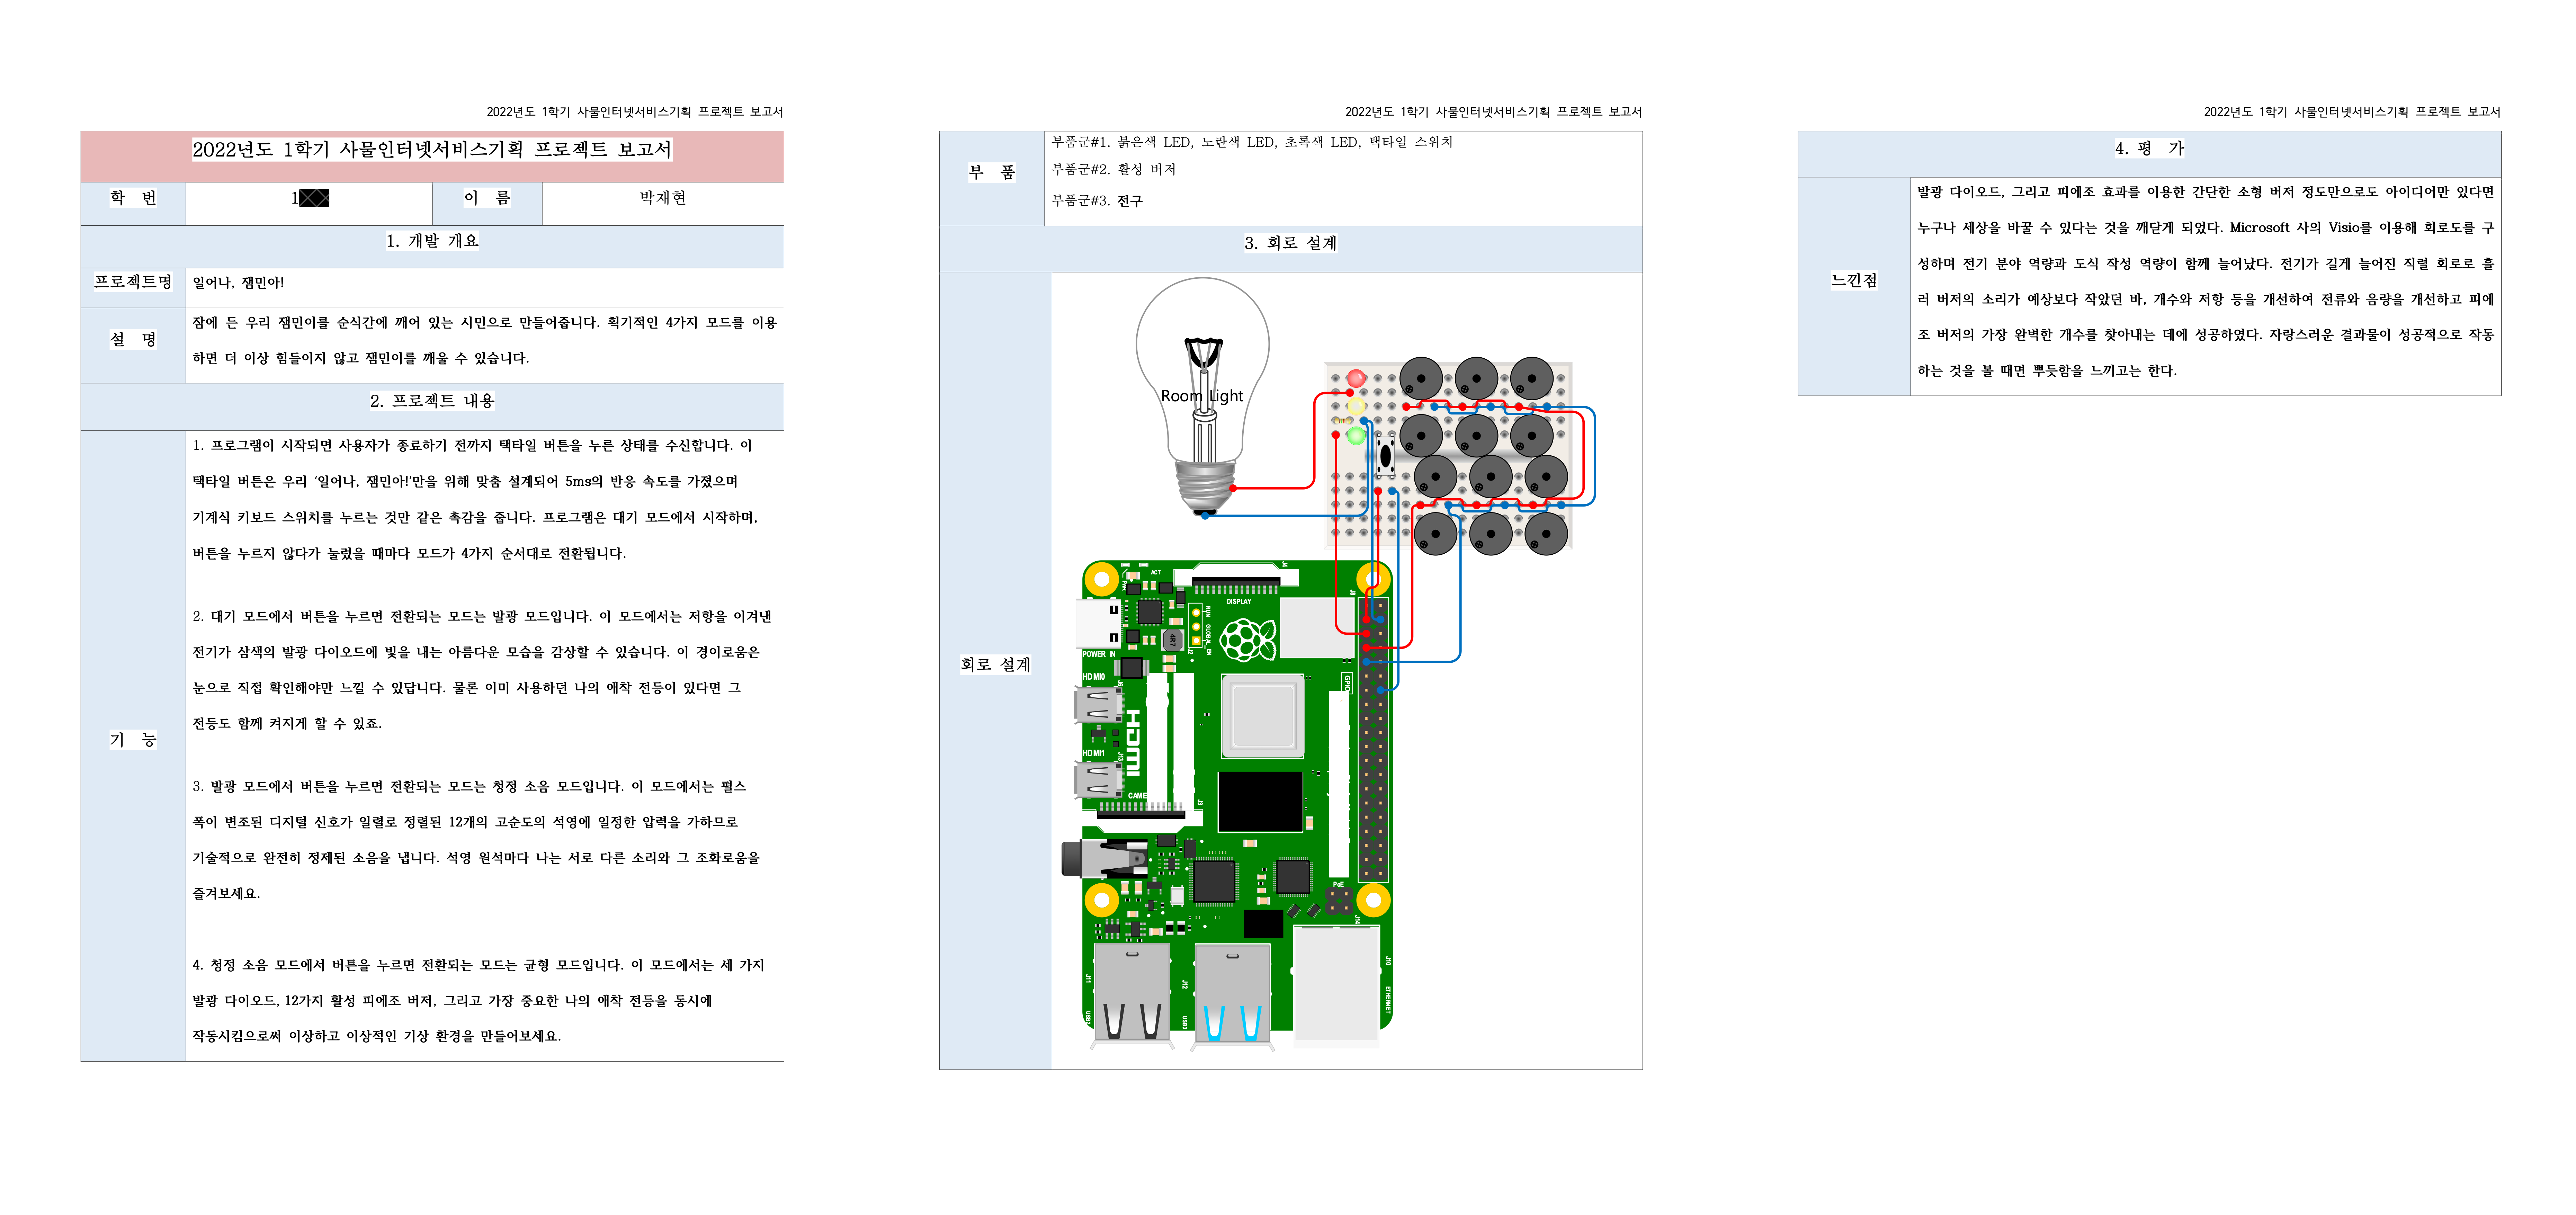 2022년도 1학기 사물인터넷서비스기획 프로젝트 보고서
2022년도 1학기 사물인터넷서비스기획 프로젝트 보고서
학 번
1
이 름
박재현
1. 개발 개요
프로젝트명
일어나, 잼민아!
설 명
잠에 든 우리 잼민이를 순식간에 깨어 있는 시민으로 만들어줍니다. 획기적인 4가지 모드를 이용
하면 더 이상 힘들이지 않고 잼민이를 깨울 수 있습니다.
2. 프로젝트 내용
기 능
1. 프로그램이 시작되면 사용자가 종료하기 전까지 택타일 버튼을 누른 상태를 수신합니다. 이
택타일 버튼은 우리 '일어나, 잼민아!'만을 위해 맞춤 설계되어 5ms의 반응 속도를 가졌으며
기계식 키보드 스위치를 누르는 것만 같은 촉감을 줍니다. 프로그램은 대기 모드에서 시작하며,
버튼을 누르지 않다가 눌렀을 때마다 모드가 4가지 순서대로 전환됩니다.
2. 대기 모드에서 버튼을 누르면 전환되는 모드는 발광 모드입니다. 이 모드에서는 저항을 이겨낸
전기가 삼색의 발광 다이오드에 빛을 내는 아름다운 모습을 감상할 수 있습니다. 이 경이로움은
눈으로 직접 확인해야만 느낄 수 있답니다. 물론 이미 사용하던 나의 애착 전등이 있다면 그
전등도 함께 켜지게 할 수 있죠.
3. 발광 모드에서 버튼을 누르면 전환되는 모드는 청정 소음 모드입니다. 이 모드에서는 펄스
폭이 변조된 디지털 신호가 일렬로 정렬된 12개의 고순도의 석영에 일정한 압력을 가하므로
기술적으로 완전히 정제된 소음을 냅니다. 석영 원석마다 나는 서로 다른 소리와 그 조화로움을
즐겨보세요.
4. 청정 소음 모드에서 버튼을 누르면 전환되는 모드는 균형 모드입니다. 이 모드에서는 세 가지
발광 다이오드, 12가지 활성 피에조 버저, 그리고 가장 중요한 나의 애착 전등을 동시에
작동시킴으로써 이상하고 이상적인 기상 환경을 만들어보세요.
2022년도 1학기 사물인터넷서비스기획 프로젝트 보고서
부 품
부품군#1. 붉은색 LED, 노란색 LED, 초록색 LED, 택타일 스위치
부품군#2. 활성 버저
부품군#3. 전구
3. 회로 설계
회로 설계
Room Light
ACT
J4
DISPLAY
J8
RUN
GLOBAL EN
J2
4R7
POWER IN
HDMI0
HDMI
HDMI1
GPIO
CAME
J3
PoE
J14
J11
USB2
J12
USB3
J10
ETHERNET
2022년도 1학기 사물인터넷서비스기획 프로젝트 보고서
4. 평 가
느낀점
발광 다이오드, 그리고 피에조 효과를 이용한 간단한 소형 버저 정도만으로도 아이디어만 있다면
누구나 세상을 바꿀 수 있다는 것을 깨닫게 되었다. Microsoft 사의 Visio를 이용해 회로도를 구
성하며 전기 분야 역량과 도식 작성 역량이 함께 늘어났다. 전기가 길게 늘어진 직렬 회로로 흘
러 버저의 소리가 예상보다 작았던 바, 개수와 저항 등을 개선하여 전류와 음량을 개선하고 피에
조 버저의 가장 완벽한 개수를 찾아내는 데에 성공하였다. 자랑스러운 결과물이 성공적으로 작동
하는 것을 볼 때면 뿌듯함을 느끼고는 한다.